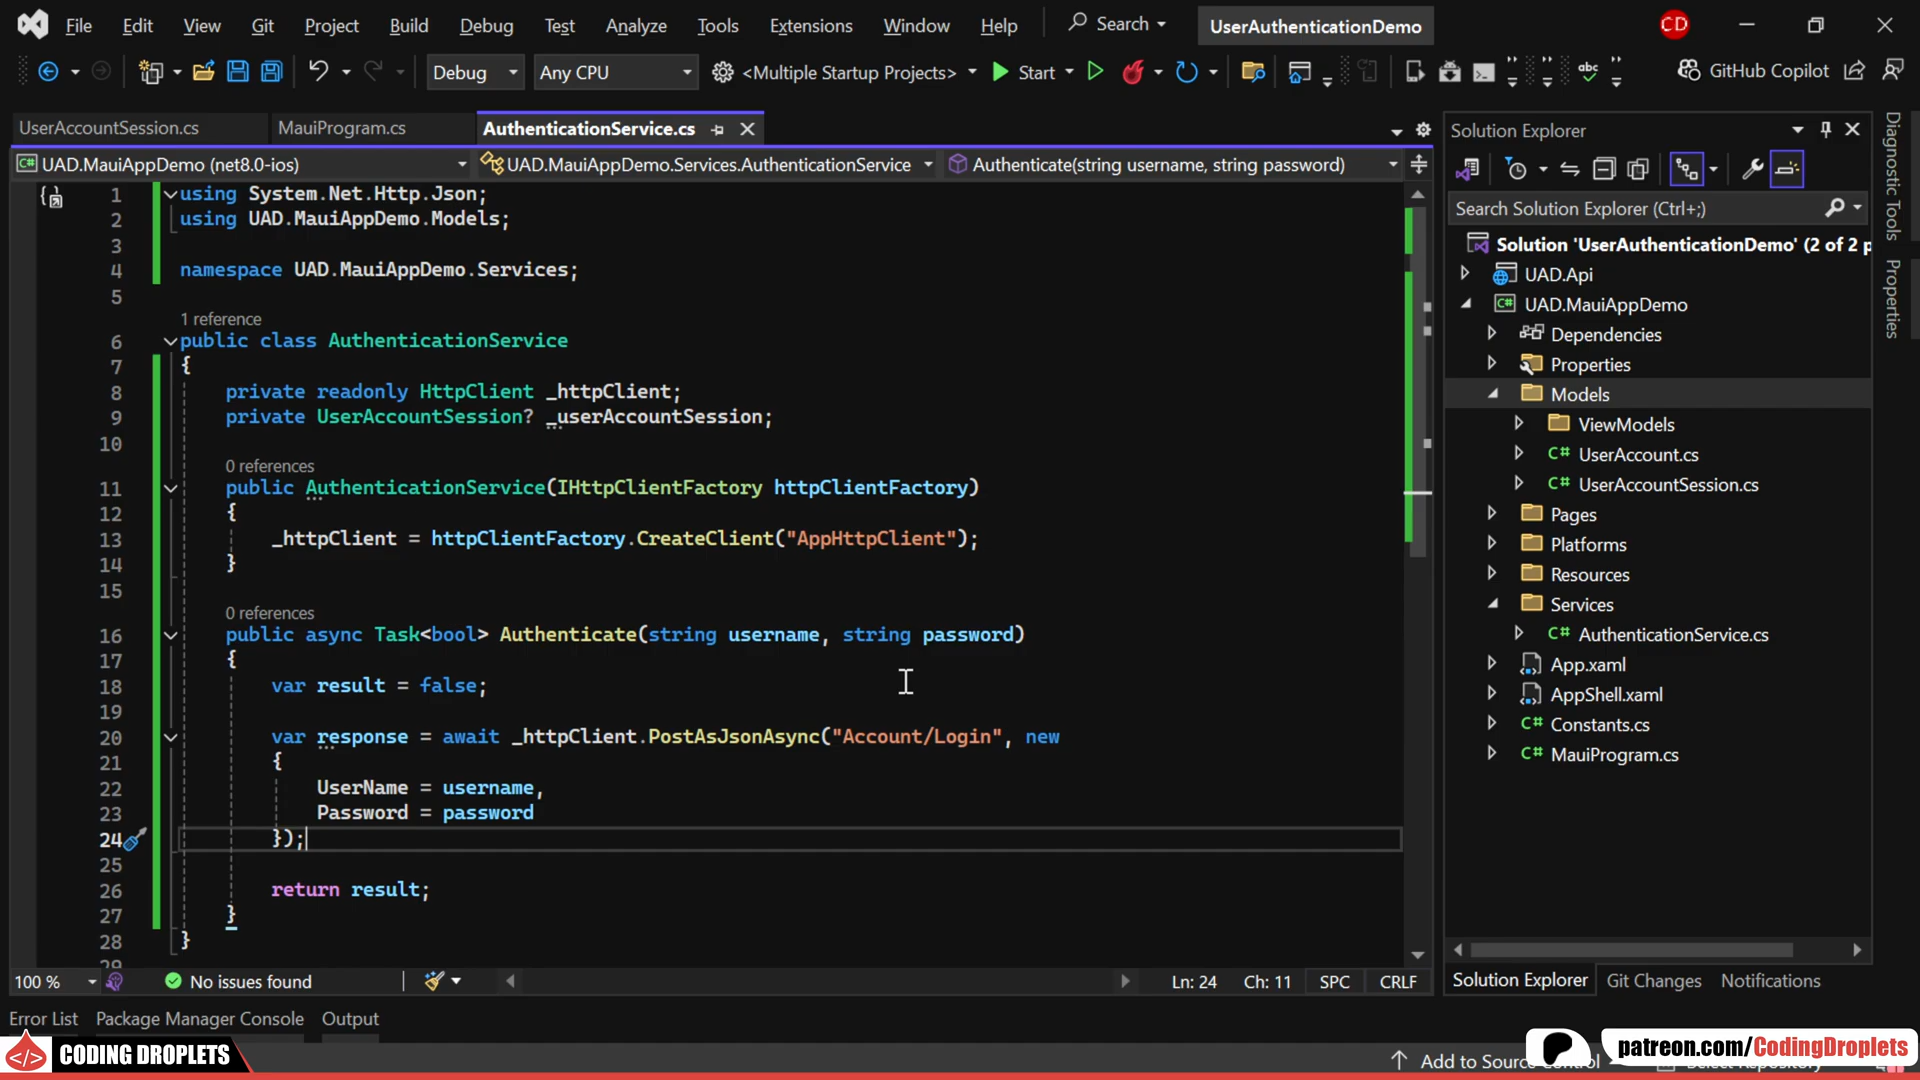 File Edit View Git Project Build Debug Test Analyze Tools Extensions Window Help Search UserAuthenticationDemo CD
Debug Any CPU <Multiple Startup Projects> Start GitHub Copilot
UserAccountSession.cs MauiProgram.cs AuthenticationService.cs
UAD.MauiAppDemo (net8.0-ios) UAD.MauiAppDemo.Services.AuthenticationService Authenticate(string username, string password)
1 using System.Net.Http.Json;
2 using UAD.MauiAppDemo.Models;
3
4 namespace UAD.MauiAppDemo.Services;
5
1 reference
6 public class AuthenticationService
7 {
8 private readonly HttpClient _httpClient;
9 private UserAccountSession? _userAccountSession;
10
0 references
11 public AuthenticationService(IHttpClientFactory httpClientFactory)
12 {
13 _httpClient = httpClientFactory.CreateClient("AppHttpClient");
14 }
15
0 references
16 public async Task<bool> Authenticate(string username, string password)
17 {
18 var result = false;
19
20 var response = await _httpClient.PostAsJsonAsync("Account/Login", new
21 {
22 UserName = username,
23 Password = password
24 });
25
26 return result;
27 }
28 }
29
100 % No issues found Ln: 24 Ch: 11 SPC CRLF
Error List Package Manager Console Output
Solution Explorer
Search Solution Explorer (Ctrl+;)
Solution 'UserAuthenticationDemo' (2 of 2 p
UAD.Api
UAD.MauiAppDemo
Dependencies
Properties
Models
ViewModels
UserAccount.cs
UserAccountSession.cs
Pages
Platforms
Resources
Services
AuthenticationService.cs
App.xaml
AppShell.xaml
Constants.cs
MauiProgram.cs
Solution Explorer Git Changes Notifications
Diagnostic Tools
Properties
CODING DROPLETS
Add to Source Control Select Repository
patreon.com/CodingDroplets